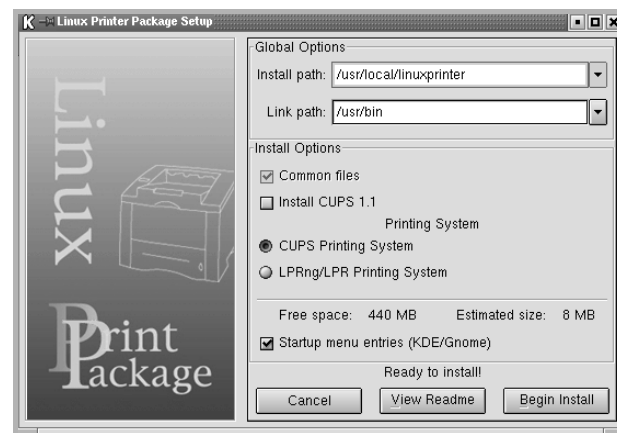 Linux Printer Package Setup
Linux
Print
Package
Global Options
Install path: /usr/local/linuxprinter
Link path: /usr/bin
Install Options
Common files
Install CUPS 1.1
Printing System
CUPS Printing System
LPRng/LPR Printing System
Free space: 440 MB Estimated size: 8 MB
Startup menu entries (KDE/Gnome)
Ready to install!
Cancel View Readme Begin Install